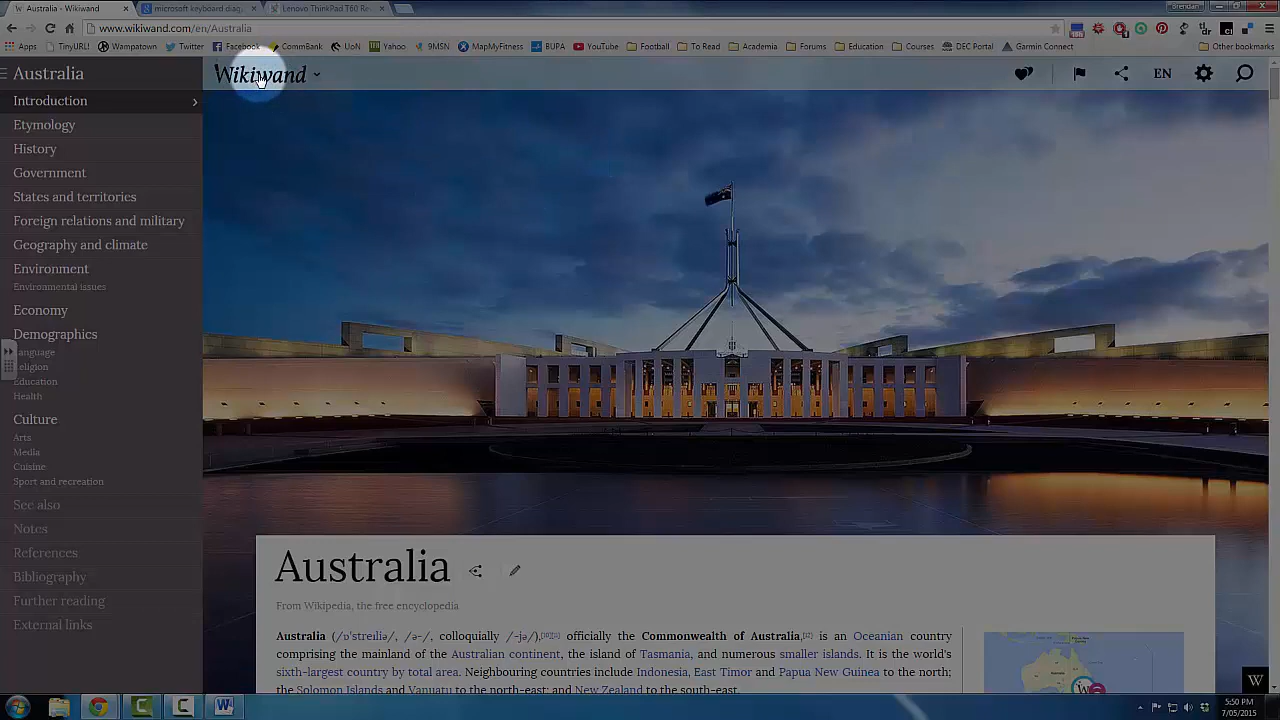 Brendan
Australia - Wikiwand
microsoft keyboard diag
Lenovo ThinkPad T60 Re
www.wikiwand.com/en/Australia
Apps TinyURL! Wampatown Twitter Facebook CommBank UoN Yahoo 9MSN MapMyFitness BUPA YouTube Football To Read Academia Forums Education Courses DEC Portal Garmin Connect Other bookmarks
Australia
Wikiwand
EN
Introduction
Etymology
History
Government
States and territories
Foreign relations and military
Geography and climate
Environment
Environmental issues
Economy
Demographics
Language
Religion
Education
Health
Culture
Arts
Media
Cuisine
Sport and recreation
See also
Notes
References
Bibliography
Further reading
External links
Australia
From Wikipedia, the free encyclopedia
officially the Commonwealth of Australia, is an Oceanian country
comprising the mainland of the Australian continent, the island of Tasmania, and numerous smaller islands. It is the world's
sixth-largest country by total area. Neighbouring countries include Indonesia, East Timor and Papua New Guinea to the north;
the Solomon Islands and Vanuatu to the north-east; and New Zealand to the south-east.
W
5:50 PM
7/05/2015